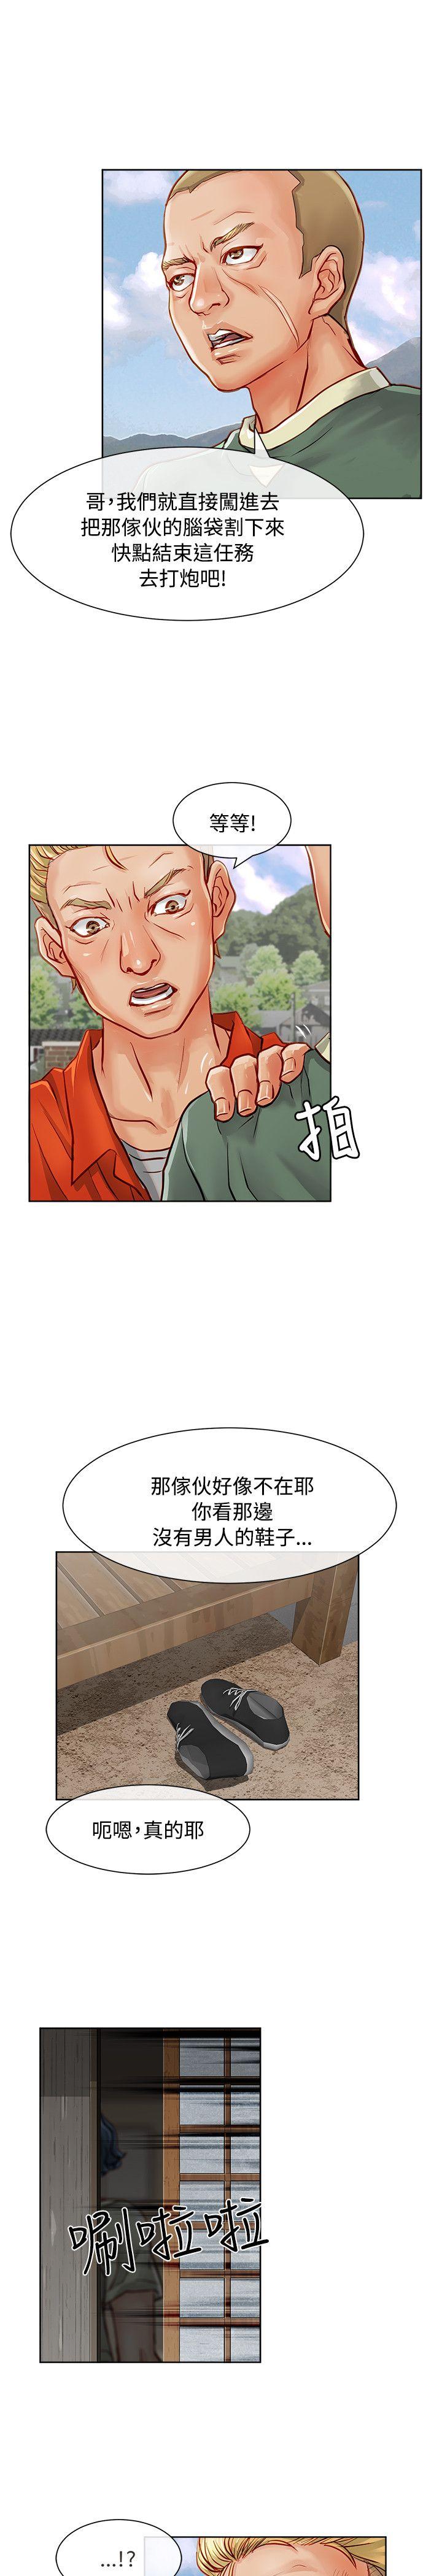 哥，我們就直接闖進去
把那傢伙的腦袋割下來
快點結束這任務
去打炮吧!
等等!
拍
那傢伙好像不在耶
你看那邊
沒有男人的鞋子...
呃嗯，真的耶
唰啦啦
...!?